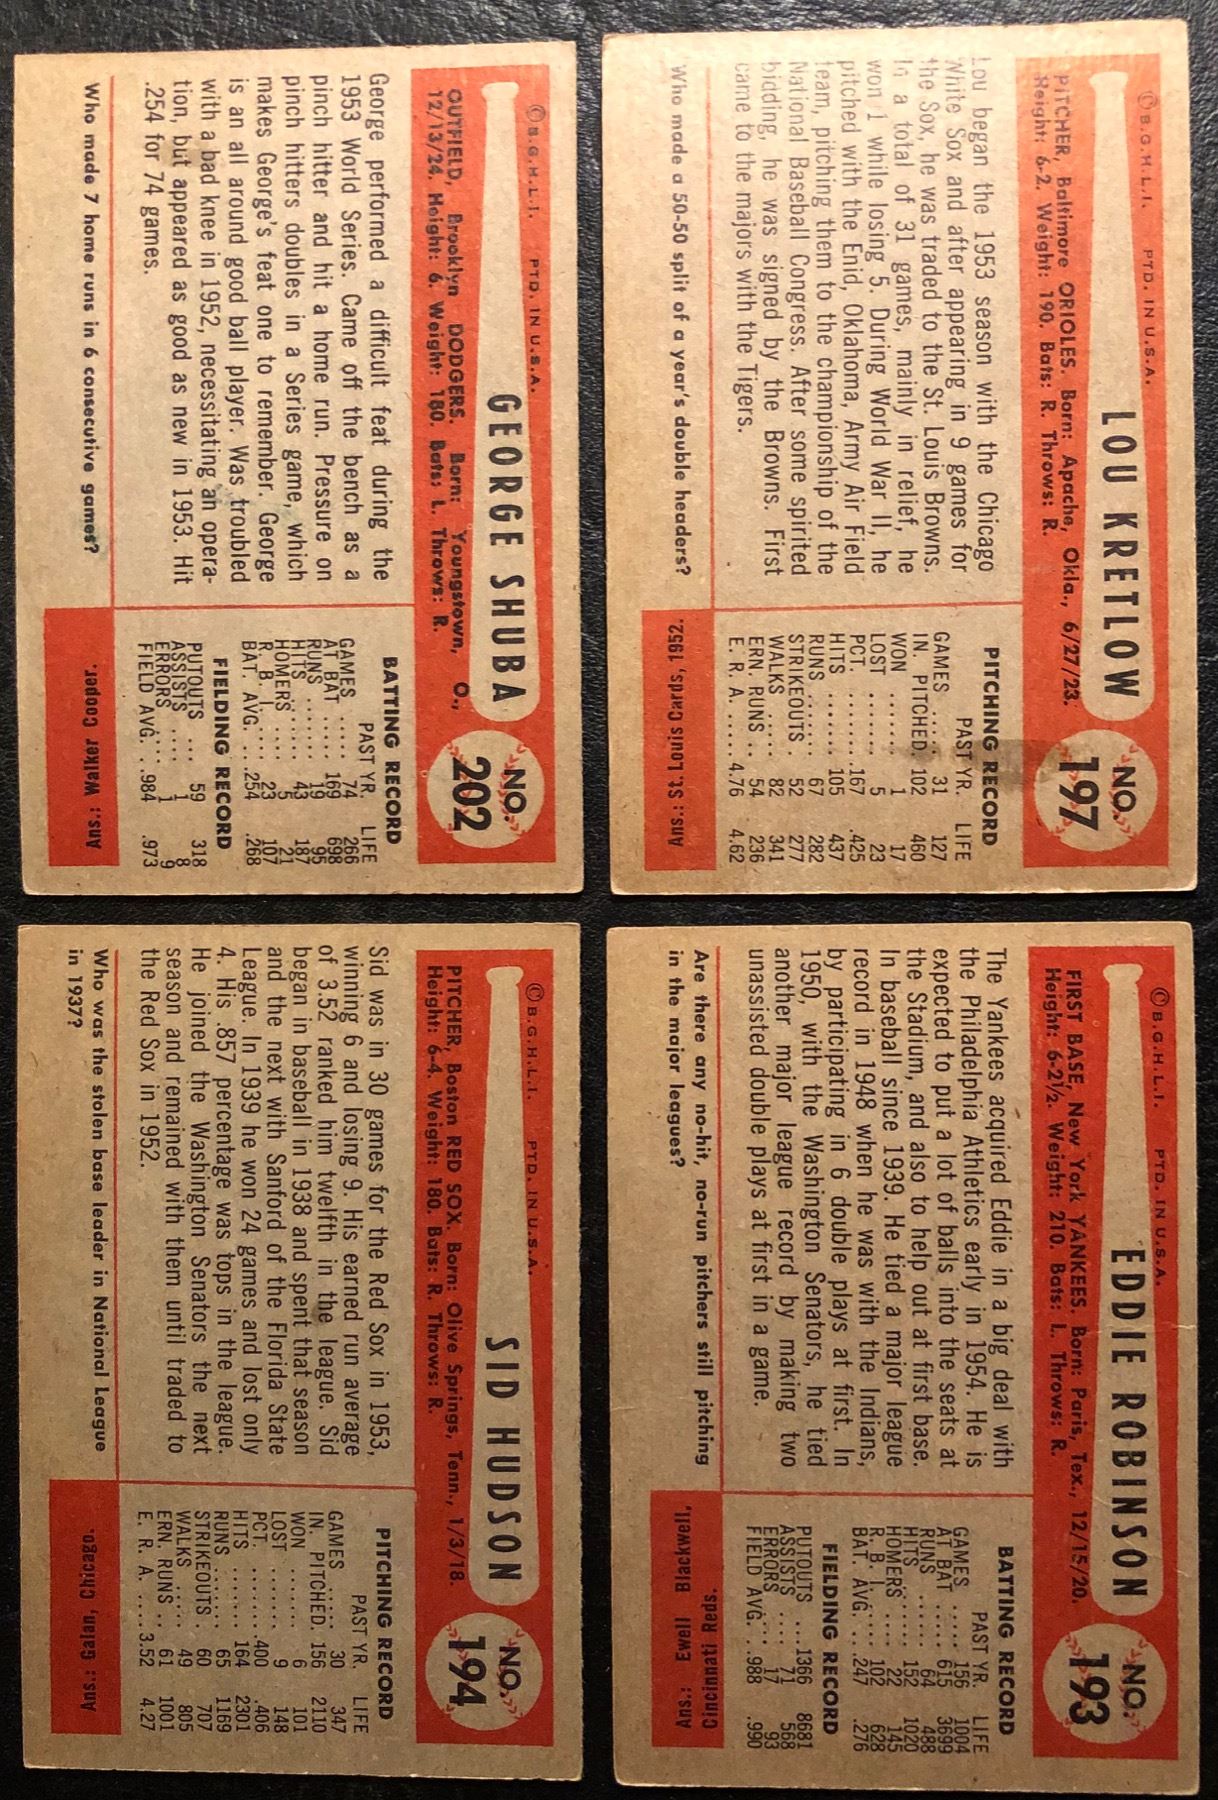 © B.G.H.L.I. PTD. IN U.S.A.
LOU KRETLOW
NO.
197
PITCHER, Baltimore ORIOLES. Born: Apache, Okla., 6/27/23.
Height: 6-2. Weight: 190. Bats: R. Throws: R.
Lou began the 1953 season with the Chicago
White Sox and after appearing in 9 games for
the Sox, he was traded to the St. Louis Browns.
In a total of 31 games, mainly in relief, he
won 1 while losing 5. During World War II, he
pitched with the Enid, Oklahoma, Army Air Field
team, pitching them to the championship of the
National Baseball Congress. After some spirited
bidding, he was signed by the Browns. First
came to the majors with the Tigers.
Who made a 50-50 split of a year's double headers?
PITCHING RECORD
PAST YR. LIFE
GAMES ..... 31 127
IN. PITCHED. 102 460
WON ....... 1 17
LOST ....... 5 23
PCT. ....... .167 .425
HITS ....... 105 437
RUNS ...... 67 282
STRIKEOUTS . 52 277
WALKS ..... 82 341
ERN. RUNS .. 54 236
E. R. A. ..... 4.76 4.62
Ans.: St. Louis Cards, 1952.
© B.G.H.L.I. PTD. IN U.S.A.
EDDIE ROBINSON
NO.
193
FIRST BASE, New York YANKEES. Born: Paris, Tex., 12/15/20.
Height: 6-2½. Weight: 210. Bats: L. Throws: R.
The Yankees acquired Eddie in a big deal with
the Philadelphia Athletics early in 1954. He is
expected to put a lot of balls into the seats at
the Stadium, and also to help out at first base.
In baseball since 1939. He tied a major league
record in 1948 when he was with the Indians,
by participating in 6 double plays at first. In
1950, with the Washington Senators, he tied
another major league record by making two
unassisted double plays at first in a game.
Are there any no-hit, no-run pitchers still pitching
in the major leagues?
BATTING RECORD
PAST YR. LIFE
GAMES ..... 156 1004
AT BAT ..... 615 3699
RUNS ...... 64 488
HITS ...... 152 1020
HOMERS .... 22 145
R. B. I. .... 102 628
BAT. AVG. .. .247 .276
FIELDING RECORD
PUTOUTS ... 1366 8681
ASSISTS .... 71 568
ERRORS ... 17 93
FIELD AVG. . .988 .990
Ans.: Ewell Blackwell,
Cincinnati Reds.
© B.G.H.L.I. PTD. IN U.S.A.
GEORGE SHUBA
NO.
202
OUTFIELD, Brooklyn DODGERS. Born: Youngstown, O.,
12/13/24. Height: 6. Weight: 180. Bats: L. Throws: R.
George performed a difficult feat during the
1953 World Series. Came off the bench as a
pinch hitter and hit a home run. Pressure on
pinch hitters doubles in a Series game, which
makes George's feat one to remember. George
is an all around good ball player. Was troubled
with a bad knee in 1952, necessitating an opera-
tion, but appeared as good as new in 1953. Hit
.254 for 74 games.
Who made 7 home runs in 6 consecutive games?
BATTING RECORD
PAST YR. LIFE
GAMES ..... 74 266
AT BAT ..... 169 698
RUNS ....... 19 95
HITS ....... 43 187
HOMERS .... 5 21
R. B. I. .... 23 107
BAT. AVG. .. .254 .268
FIELDING RECORD
PUTOUTS ... 59 318
ASSISTS .... 1 8
ERRORS ... 1 9
FIELD AVG. . .984 .973
Ans.: Walker Cooper.
© B.G.H.L.I. PTD. IN U.S.A.
SID HUDSON
NO.
194
PITCHER, Boston RED SOX. Born: Olive Springs, Tenn., 1/3/18.
Height: 6-4. Weight: 180. Bats: R. Throws: R.
Sid was in 30 games for the Red Sox in 1953,
winning 6 and losing 9. His earned run average
of 3.52 ranked him twelfth in the league. Sid
began in baseball in 1938 and spent that season
and the next with Sanford of the Florida State
League. In 1939 he won 24 games and lost only
4. His .857 percentage was tops in the league.
He joined the Washington Senators the next
season and remained with them until traded to
the Red Sox in 1952.
Who was the stolen base leader in National League
in 1937?
PITCHING RECORD
PAST YR. LIFE
GAMES ..... 30 347
IN. PITCHED. 156 2110
WON ....... 6 101
LOST ....... 9 148
PCT. ....... .400 .406
HITS ....... 164 2301
RUNS ...... 65 1169
STRIKEOUTS . 60 707
WALKS ..... 49 805
ERN. RUNS .. 61 1001
E. R. A. ..... 3.52 4.27
Ans.: Galan, Chicago.